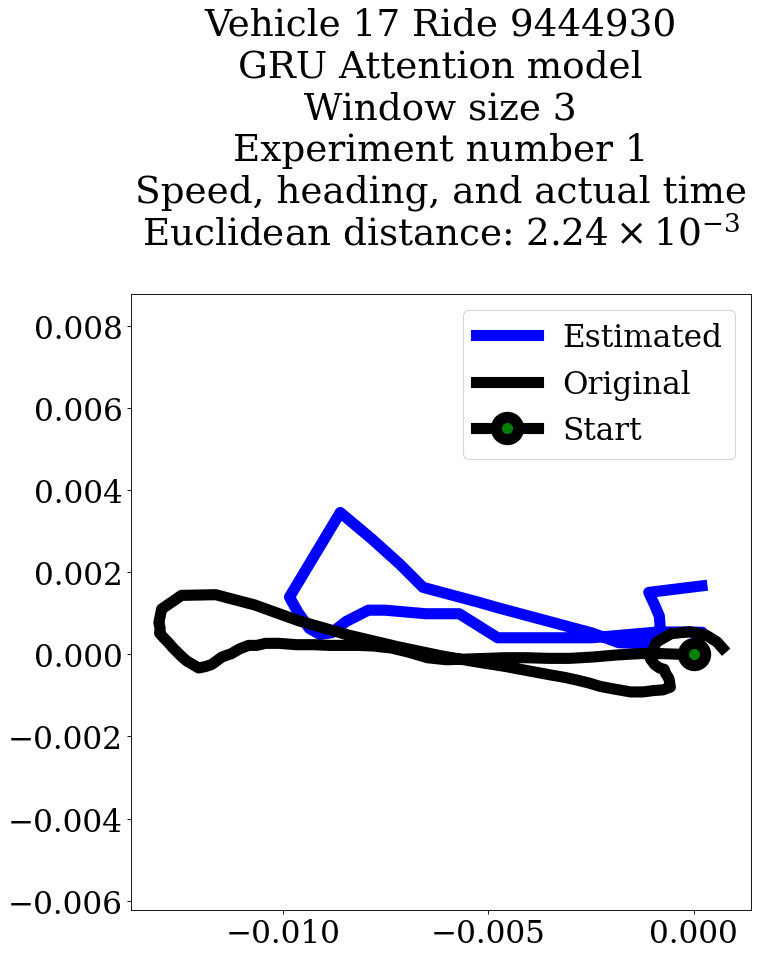 Vehicle 17 Ride 9444930
GRU Attention model
Window size 3
Experiment number 1
Speed, heading, and actual time
Euclidean distance: 2.24 × 10⁻³
Estimated
Original
Start
0.008
0.006
0.004
0.002
0.000
−0.002
−0.004
−0.006
−0.010 −0.005 0.000